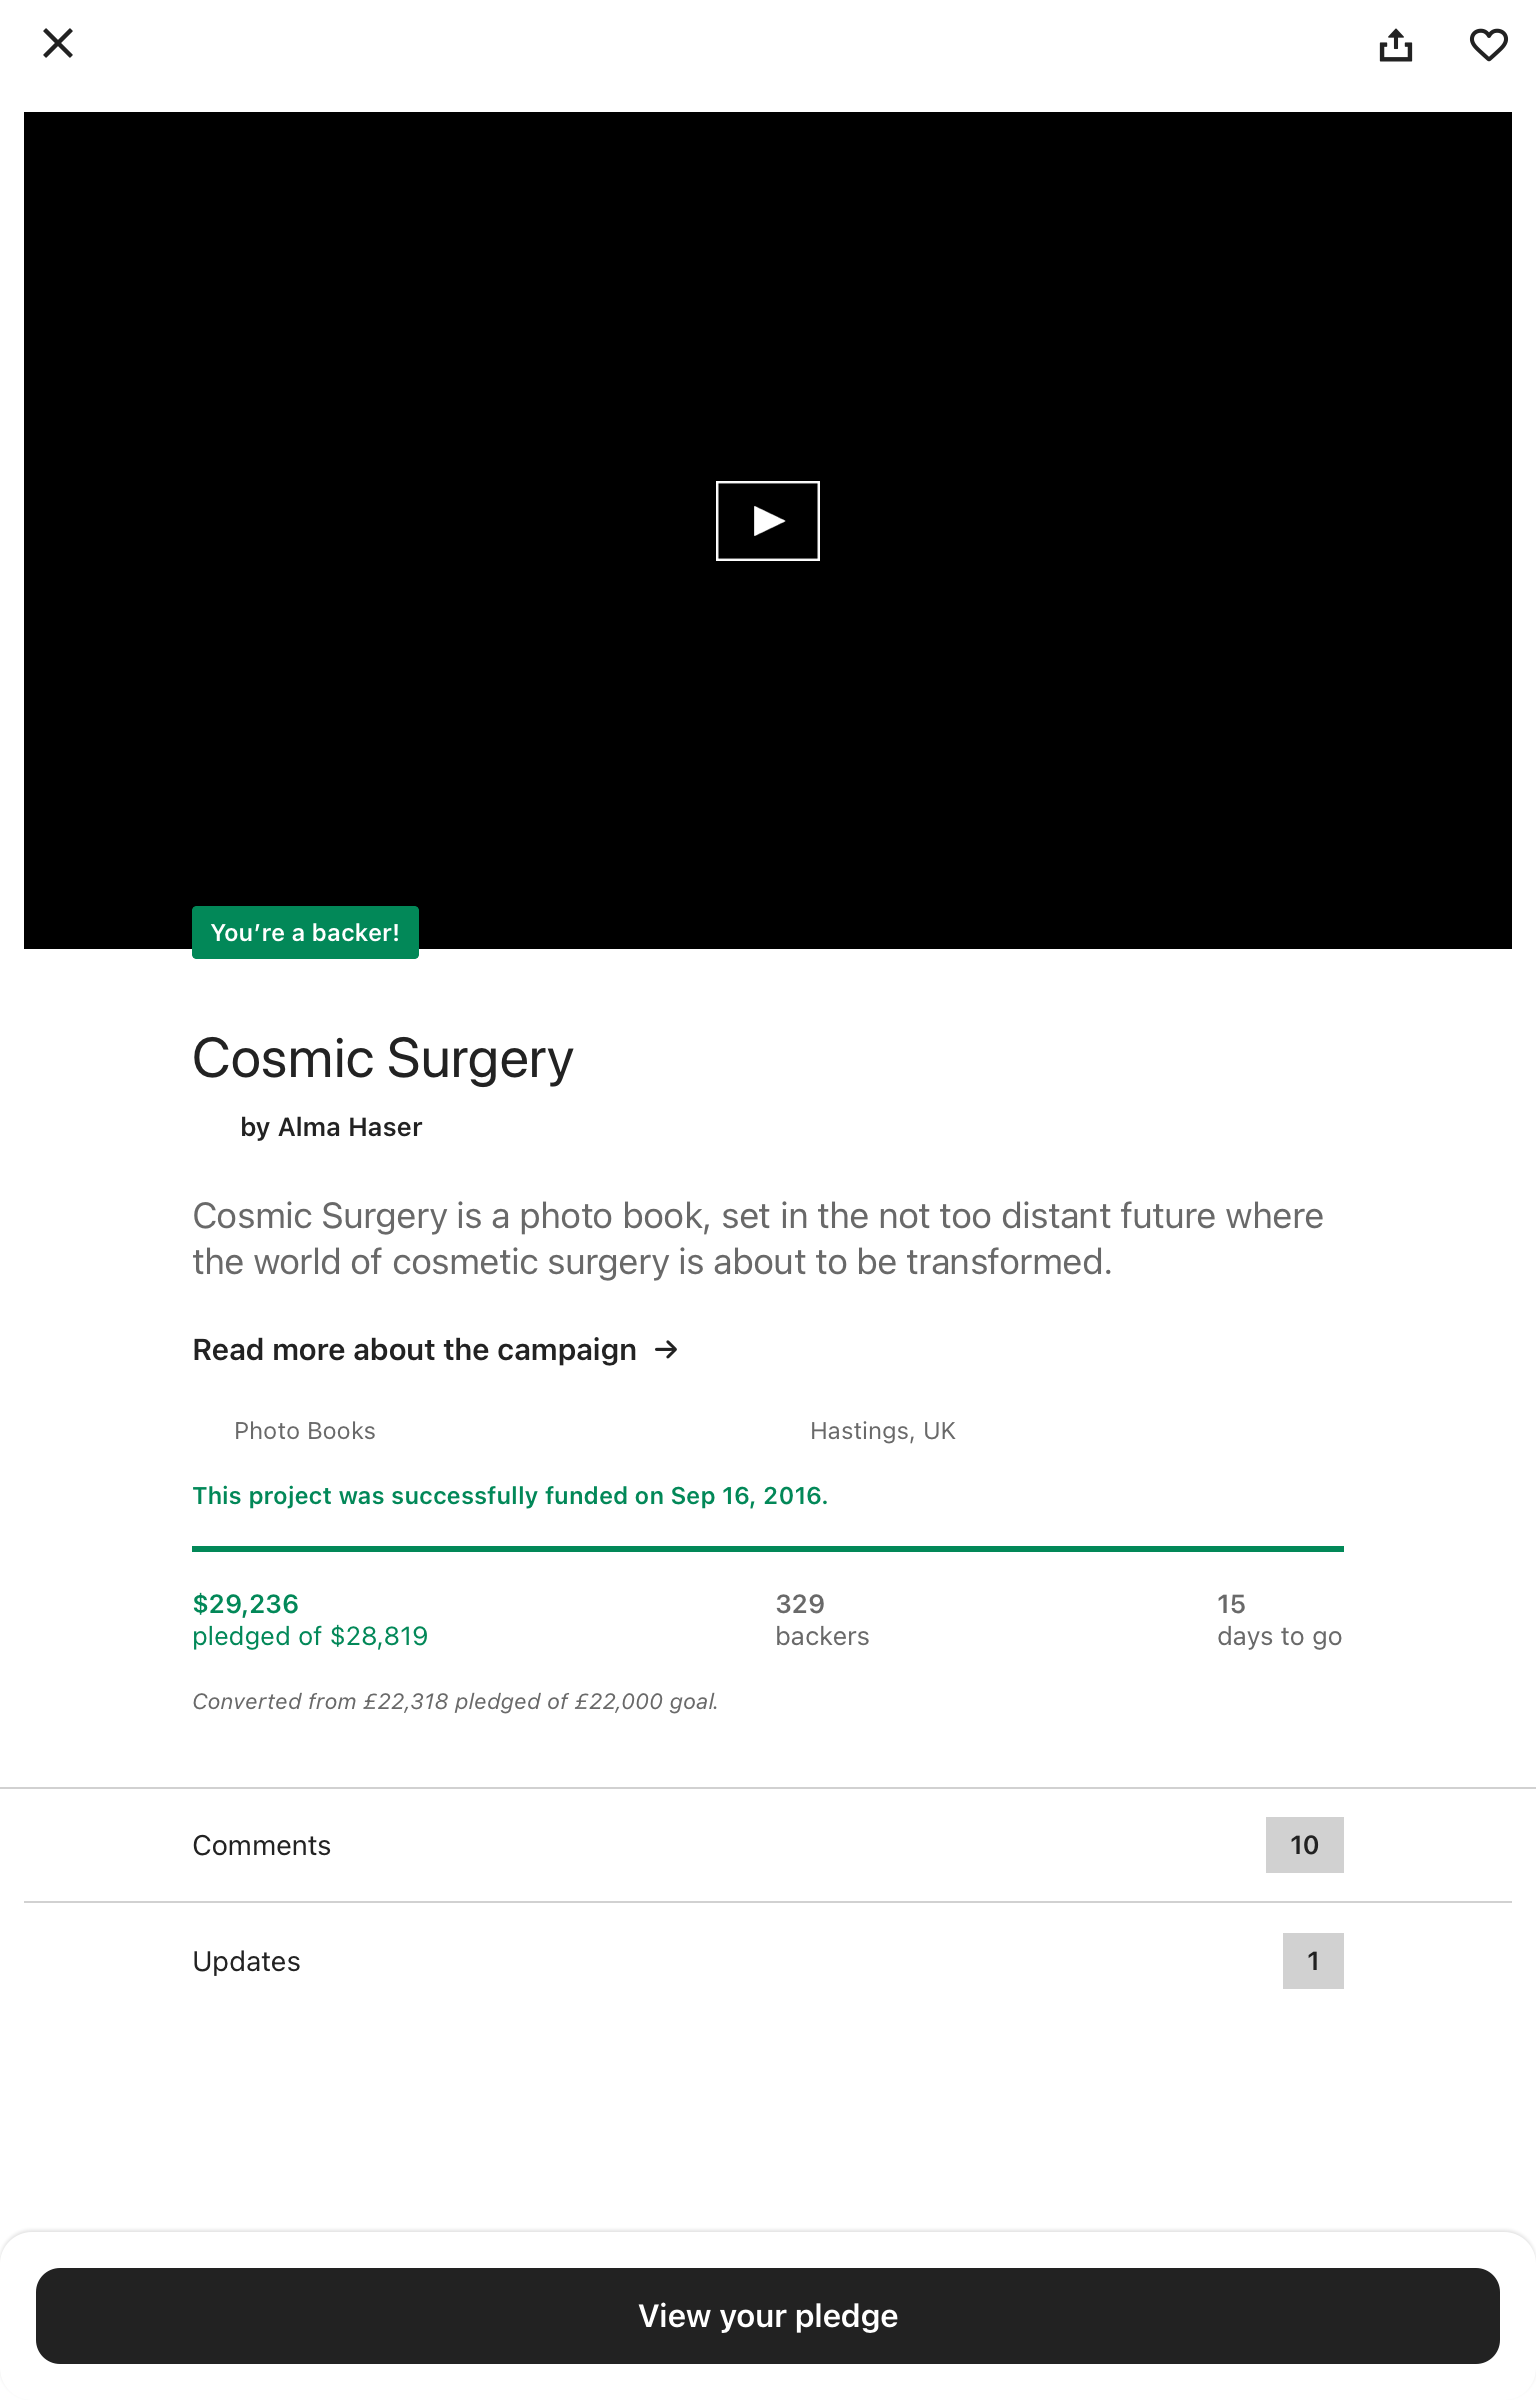 You’re a backer!
Cosmic Surgery
by Alma Haser
Cosmic Surgery is a photo book, set in the not too distant future where
the world of cosmetic surgery is about to be transformed.
Read more about the campaign →
Photo Books
Hastings, UK
This project was successfully funded on Sep 16, 2016.
$29,236
pledged of $28,819
329
backers
15
days to go
Converted from £22,318 pledged of £22,000 goal.
Comments
10
Updates
1
View your pledge